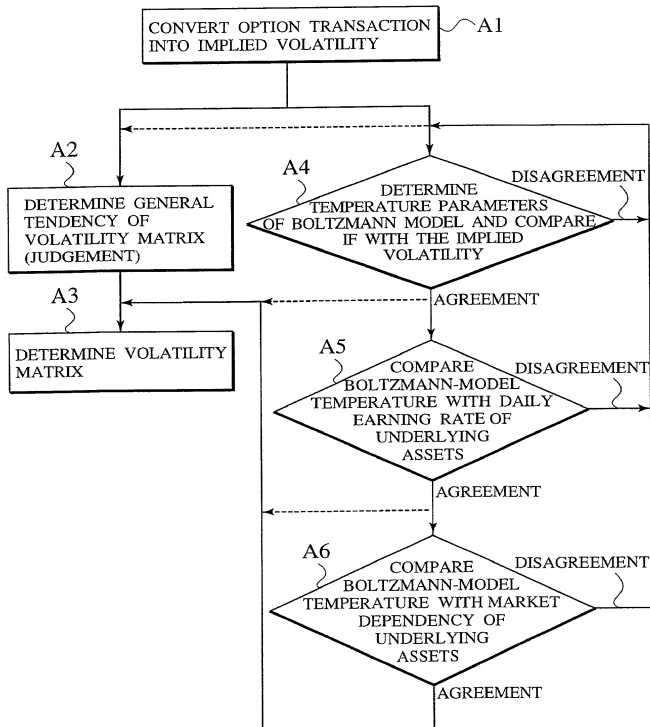 CONVERT OPTION TRANSACTION
INTO IMPLIED VOLATILITY
A1
A2
DETERMINE GENERAL
TENDENCY OF
VOLATILITY MATRIX
(JUDGEMENT)
A4
DETERMINE
TEMPERATURE PARAMETERS
OF BOLTZMANN MODEL AND COMPARE
IF WITH THE IMPLIED
VOLATILITY
DISAGREEMENT
AGREEMENT
A3
DETERMINE VOLATILITY
MATRIX
A5
COMPARE
BOLTZMANN-MODEL
TEMPERATURE WITH DAILY
EARNING RATE OF
UNDERLYING
ASSETS
DISAGREEMENT
AGREEMENT
A6
COMPARE
BOLTZMANN-MODEL
TEMPERATURE WITH MARKET
DEPENDENCY OF
UNDERLYING
ASSETS
DISAGREEMENT
AGREEMENT